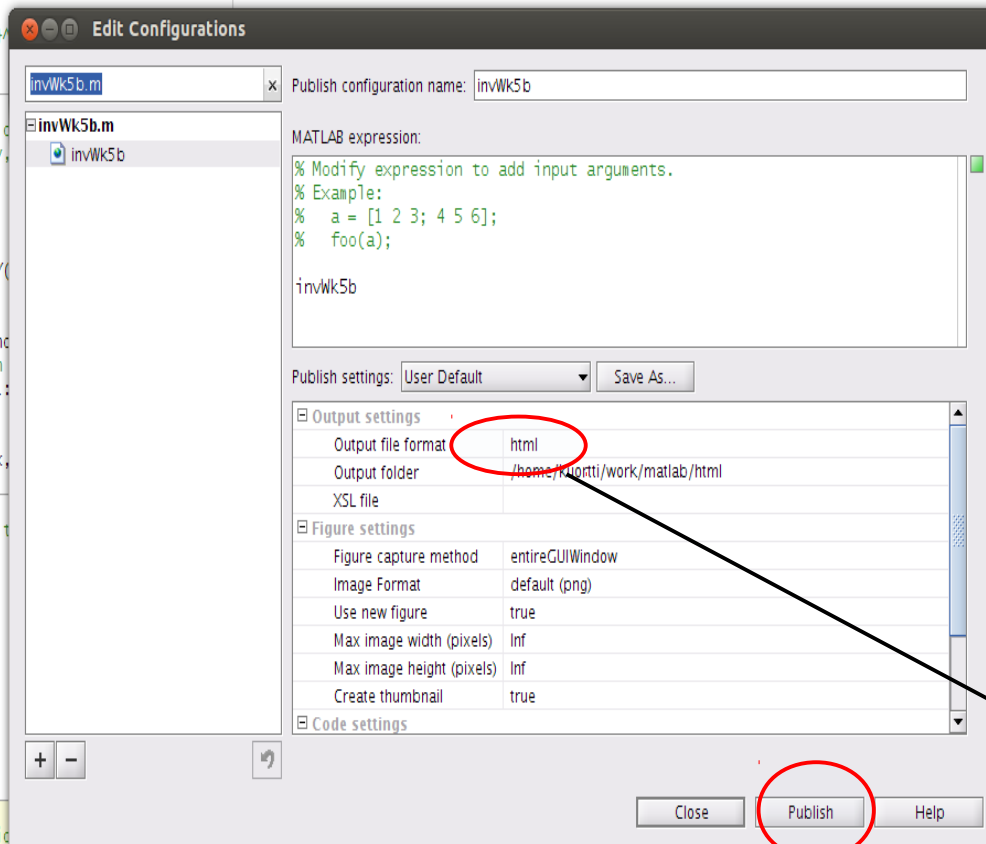 Edit Configurations
invWk5b.m
x
Publish configuration name: invWk5b
invWk5b.m
invWk5b
MATLAB expression:
% Modify expression to add input arguments.
% Example:
%   a = [1 2 3; 4 5 6];
%   foo(a);
invWk5b
Publish settings: User Default
Save As...
Output settings
Output file format html
Output folder /home/kuortti/work/matlab/html
XSL file
Figure settings
Figure capture method entireGUIWindow
Image Format default (png)
Use new figure true
Max image width (pixels) Inf
Max image height (pixels) Inf
Create thumbnail true
Code settings
+ −
Close Publish Help